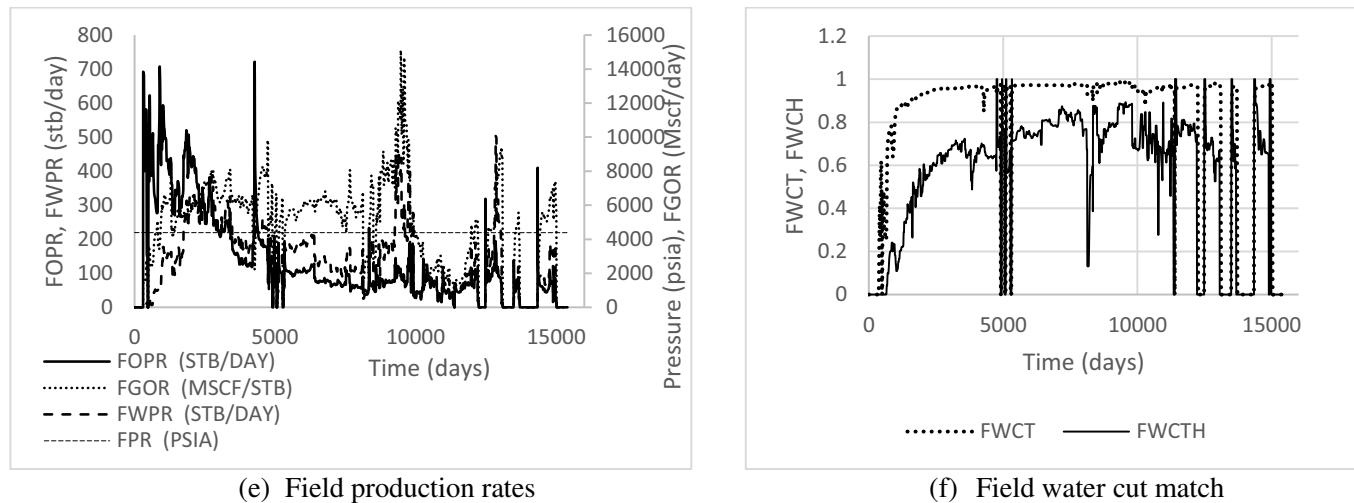 800
700
600
500
400
300
200
100
0
FOPR, FWPR (stb/day)
16000
14000
12000
10000
8000
6000
4000
2000
0
Pressure (psia), FGOR (Mscf/day)
0 5000 10000 15000
Time (days)
FOPR (STB/DAY)
FGOR (MSCF/STB)
FWPR (STB/DAY)
FPR (PSIA)
(e) Field production rates
1.2
1
0.8
0.6
0.4
0.2
0
FWCT, FWCH
0 5000 10000 15000
Time (days)
FWCT FWCTH
(f) Field water cut match